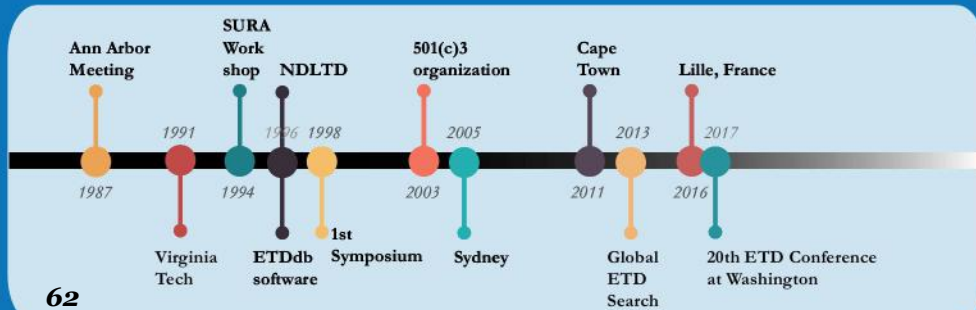 Ann Arbor
Meeting
SURA
Work
shop
NDLTD
501(c)3
organization
Cape
Town
Lille, France
1991
1996
1998
2005
2013
2017
1987
1994
2003
2011
2016
Virginia
Tech
ETDdb
software
1st
Symposium
Sydney
Global
ETD
Search
20th ETD Conference
at Washington
62